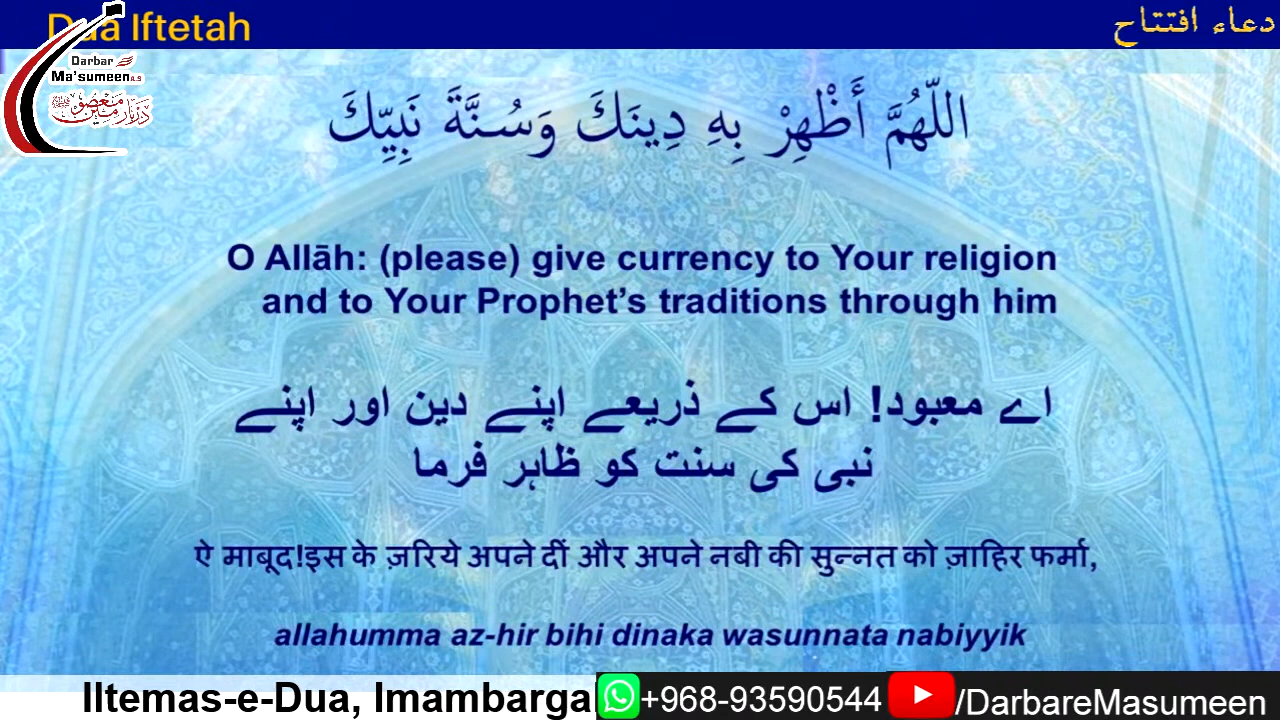 Dua Iftetah
دعاء افتتاح
Darbar
Ma'sumeen a.s
اللّهُمَّ أَظْهِرْ بِهِ دِينَكَ وَسُنَّةَ نَبِيِّكَ
O Allāh: (please) give currency to Your religion
and to Your Prophet’s traditions through him
اے معبود! اس کے ذریعے اپنے دین اور اپنے
نبی کی سنت کو ظاہر فرما
ऐ माबूद!इस के ज़रिये अपने दीं और अपने नबी की सुन्नत को ज़ाहिर फर्मा,
allahumma az-hir bihi dinaka wasunnata nabiyyik
Iltemas-e-Dua, Imambarga
+968-93590544
/DarbareMasumeen